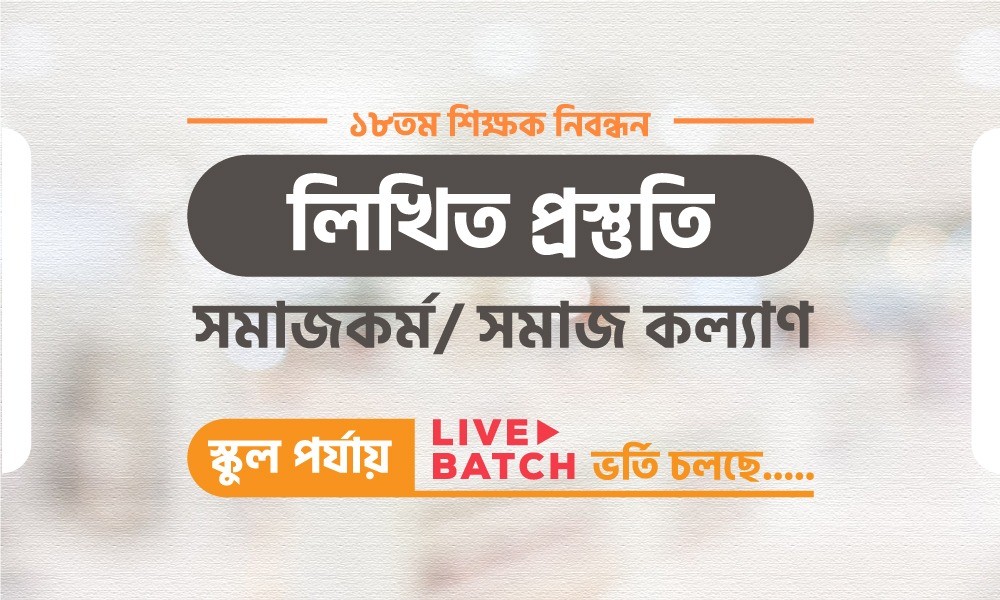 ১৮তম শিক্ষক নিবন্ধন
লিখিত প্রস্তুতি
সমাজকর্ম/ সমাজ কল্যাণ
স্কুল পর্যায়
LIVE
BATCH ভর্তি চলছে.....